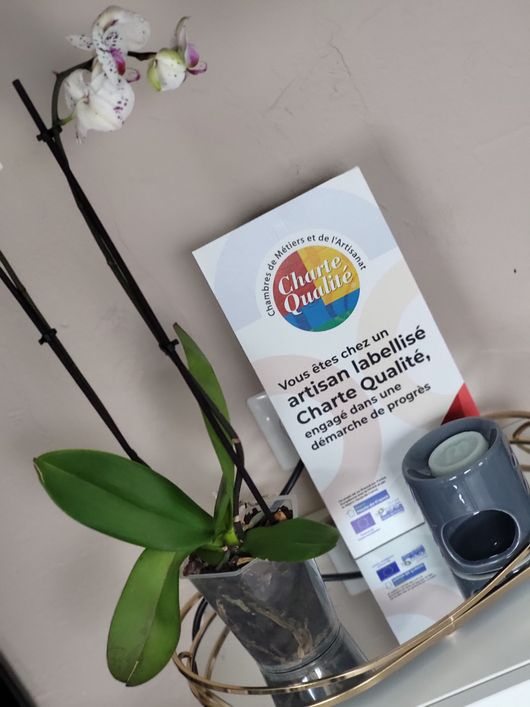 Chambres de Métiers et de l'Artisanat
Charte
Qualité
Vous êtes chez un
artisan labellisé
Charte Qualité,
engagé dans une
démarche de progrès